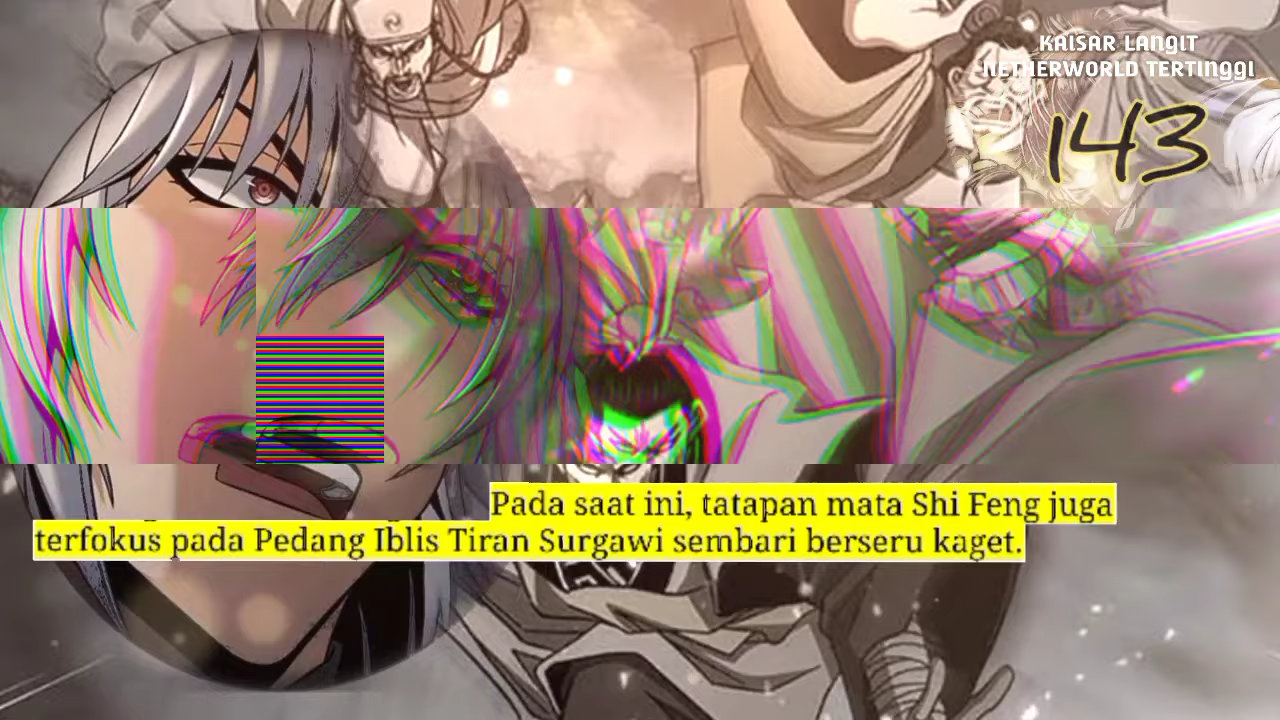 KAISAR LANGIT
NETHERWORLD TERTINGGI
143
Pada saat ini, tatapan mata Shi Feng juga
terfokus pada Pedang Iblis Tiran Surgawi sembari berseru kaget.